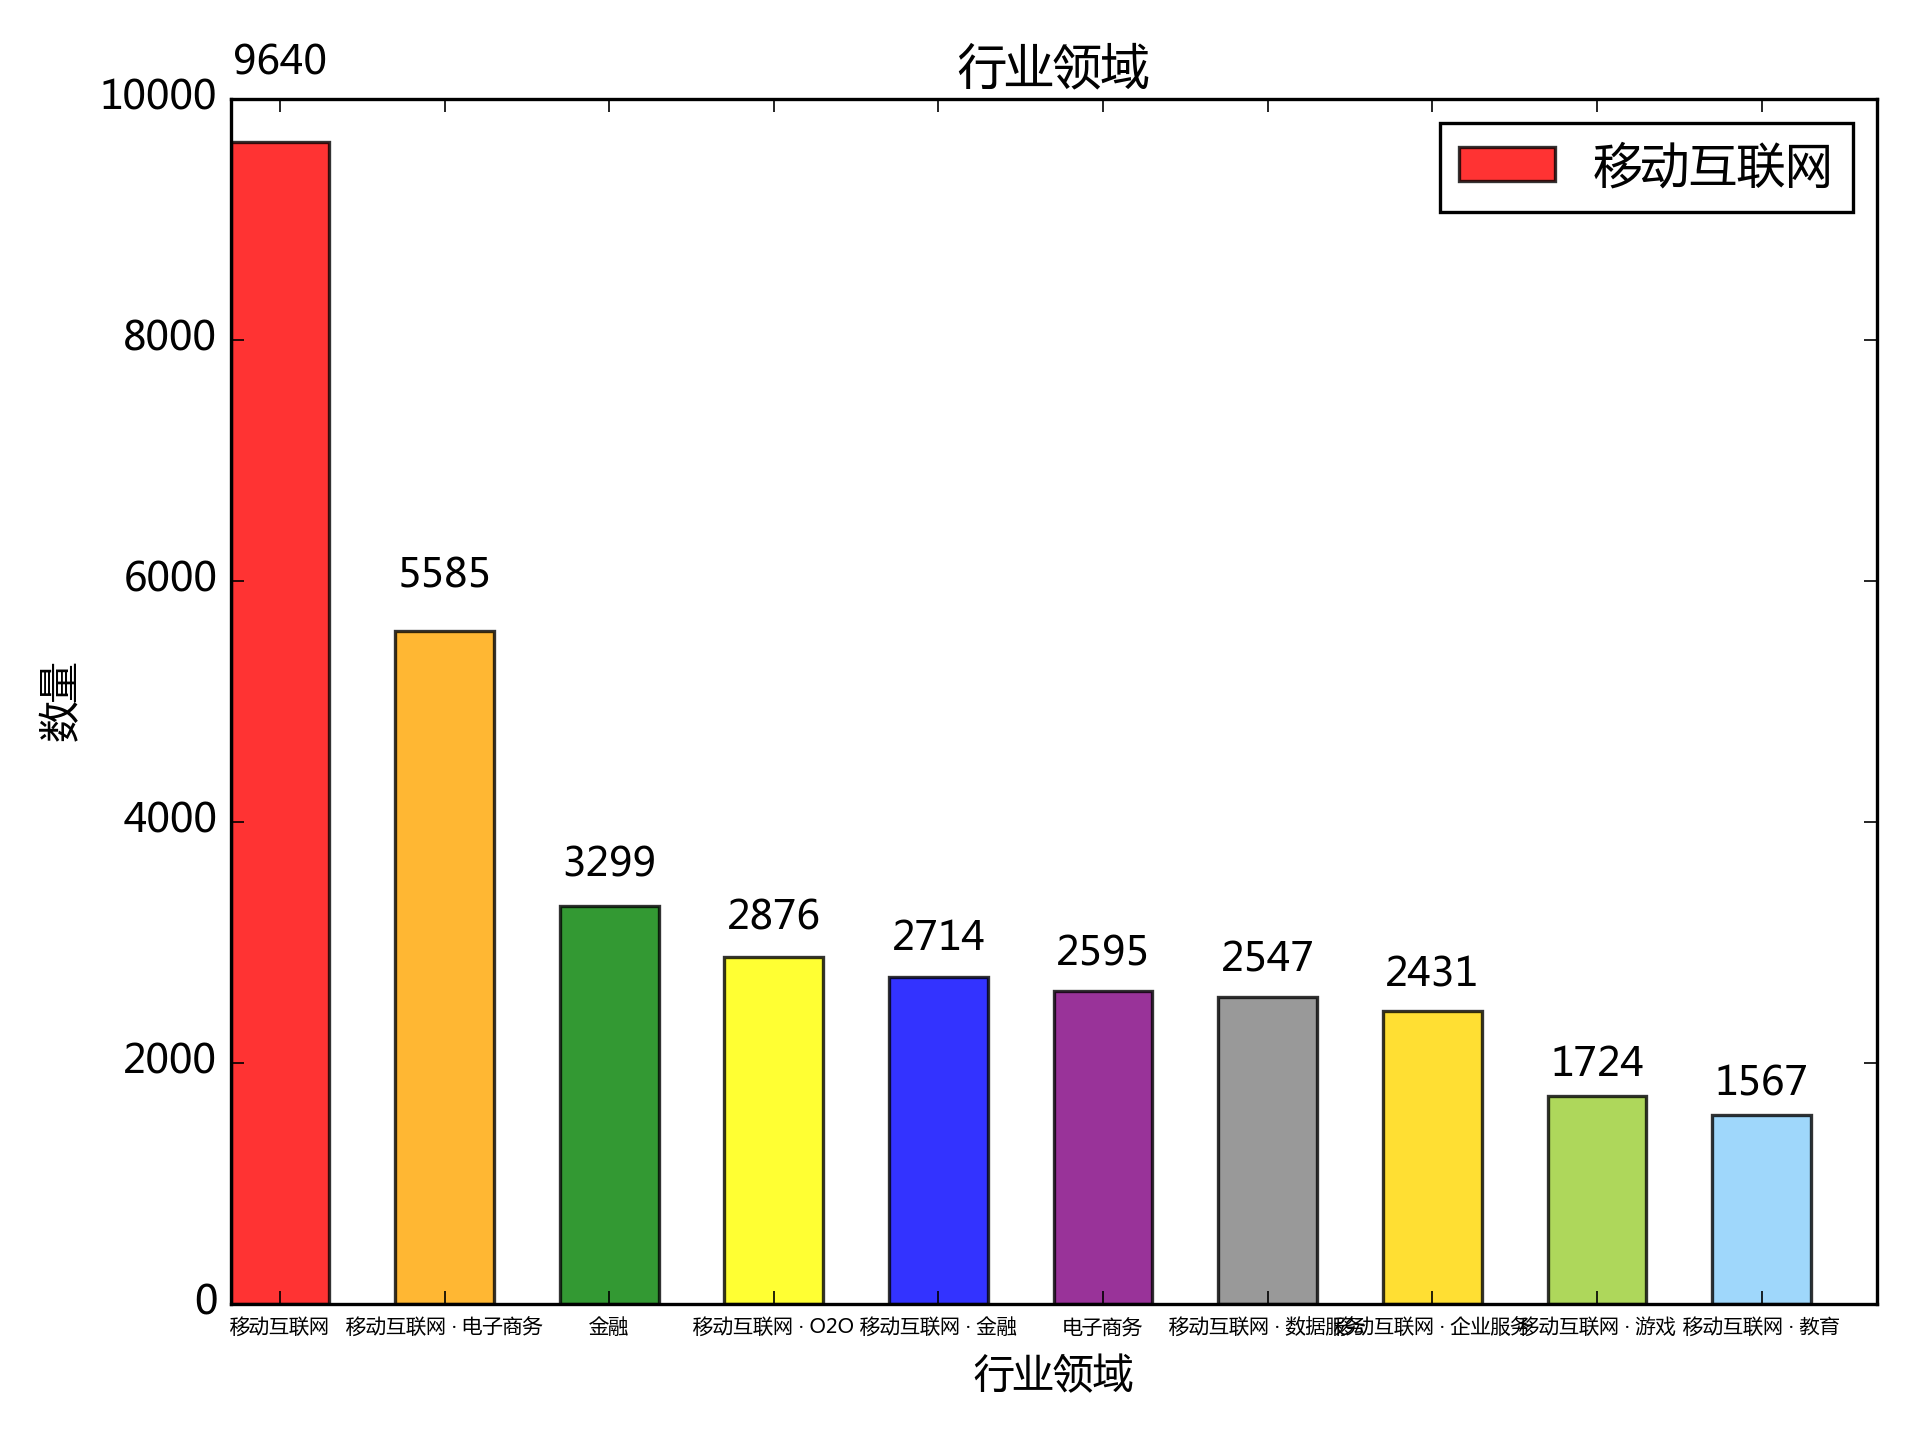 行业领域
9640
10000
8000
6000
4000
2000
0
数量
移动互联网
5585
3299
2876
2714
2595
2547
2431
1724
1567
移动互联网
移动互联网 · 电子商务
金融
移动互联网 · O2O
移动互联网 · 金融
电子商务
移动互联网 · 数据服务
移动互联网 · 企业服务
移动互联网 · 游戏
移动互联网 · 教育
行业领域